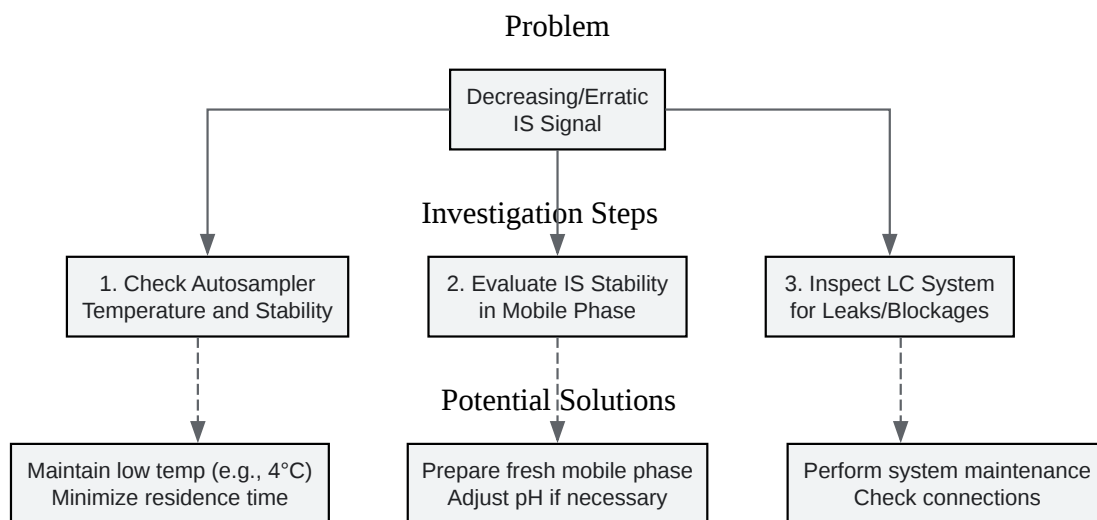 Problem
Decreasing/Erratic
IS Signal
Investigation Steps
1. Check Autosampler
Temperature and Stability
2. Evaluate IS Stability
in Mobile Phase
3. Inspect LC System
for Leaks/Blockages
Potential Solutions
Maintain low temp (e.g., 4°C)
Minimize residence time
Prepare fresh mobile phase
Adjust pH if necessary
Perform system maintenance
Check connections